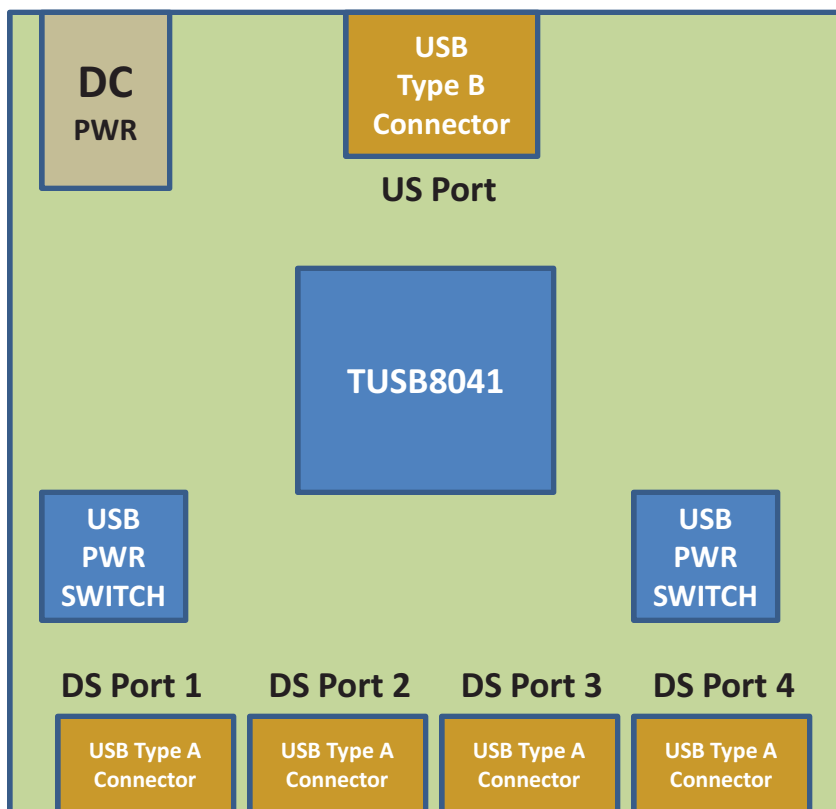 DC
PWR
USB
Type B
Connector
US Port
TUSB8041
USB
PWR
SWITCH
USB
PWR
SWITCH
DS Port 1
DS Port 2
DS Port 3
DS Port 4
USB Type A
Connector
USB Type A
Connector
USB Type A
Connector
USB Type A
Connector